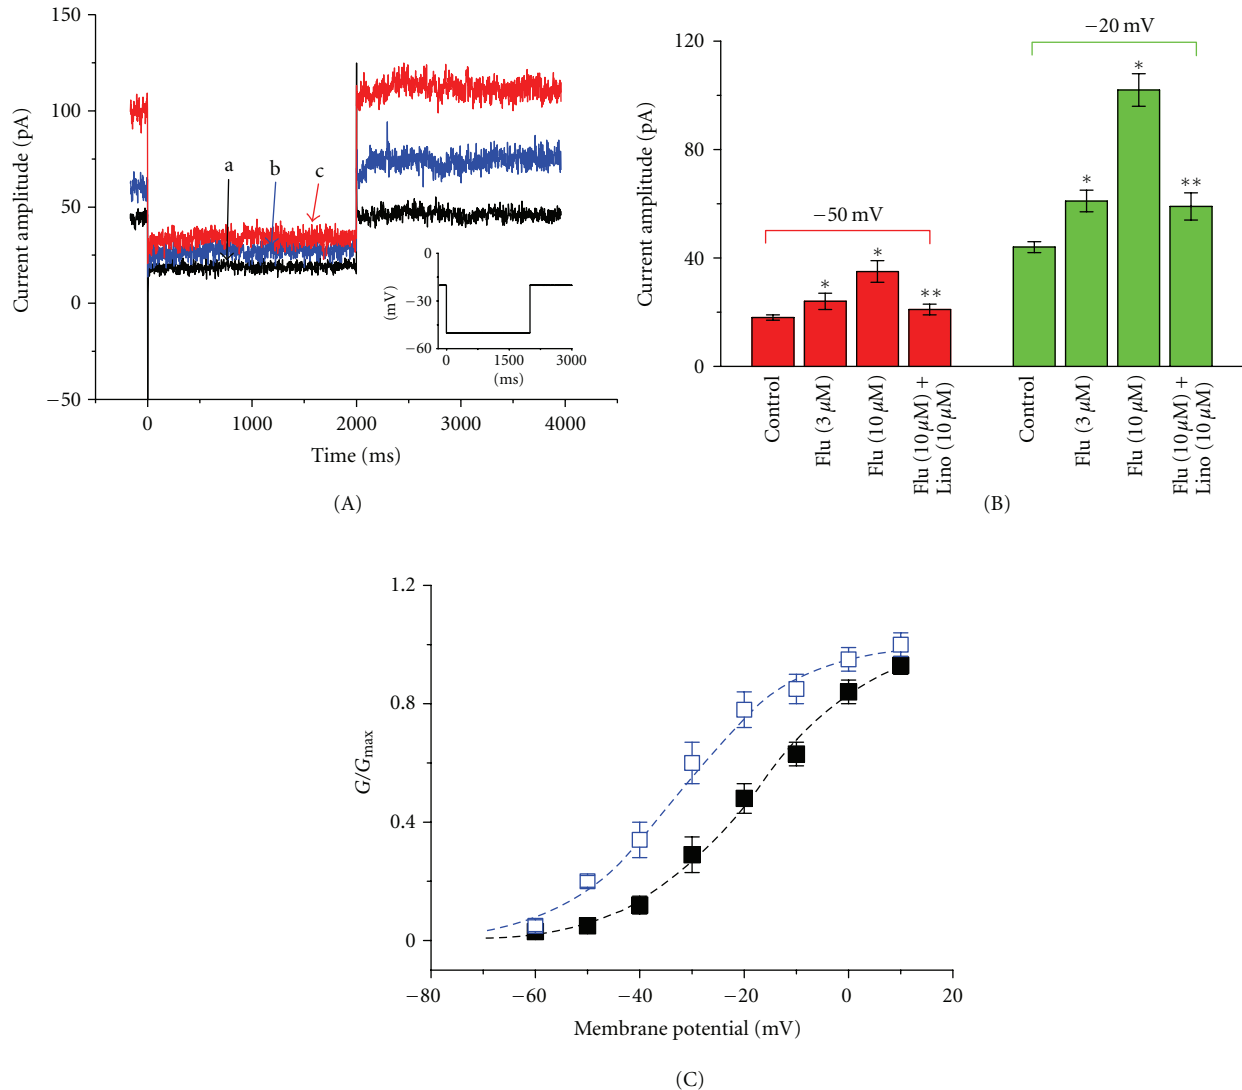 150
100
50
0
−50
Current amplitude (pA)
a
b
c
0
−30
−60
(mV)
0
1500
3000
(ms)
0
1000
2000
3000
4000
Time (ms)
(A)
120
80
40
0
Current amplitude (pA)
−50 mV
−20 mV
*
*
**
*
*
**
Control
Flu (3 μM)
Flu (10 μM)
Flu (10 μM) +
Lino (10 μM)
Control
Flu (3 μM)
Flu (10 μM)
Flu (10 μM) +
Lino (10 μM)
(B)
1.2
0.8
0.4
0
G/Gmax
−80
−60
−40
−20
0
20
Membrane potential (mV)
(C)